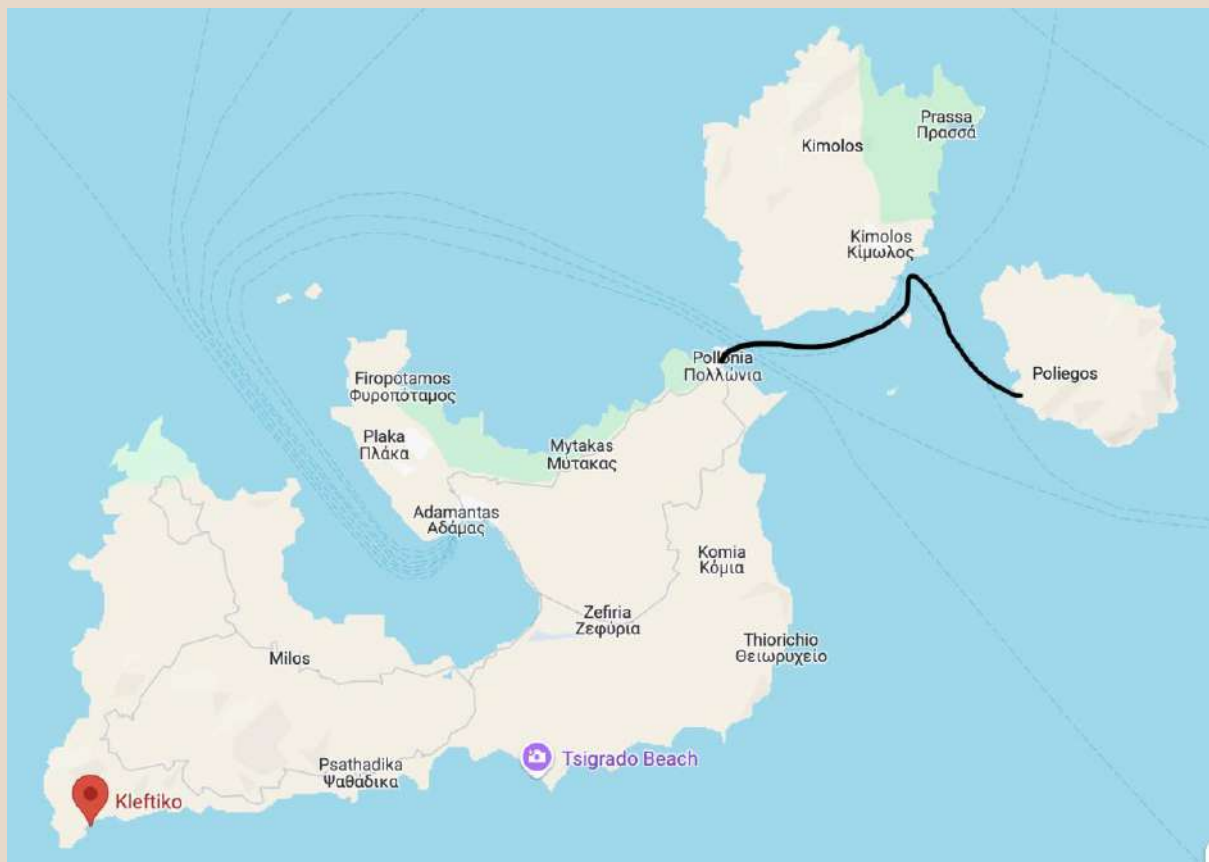 Prassa
Πρασσά
Kimolos
Kimolos
Κίμωλος
Pollonia
Πολλώνια
Poliegos
Firopotamos
Φυροπόταμος
Plaka
Πλάκα
Mytakas
Μύτακας
Adamantas
Αδάμας
Komia
Κόμια
Zefiria
Ζεφύρια
Thiorichio
Θειωρυχείο
Milos
Psathadika
Ψαθάδικα
Tsigrado Beach
Kleftiko